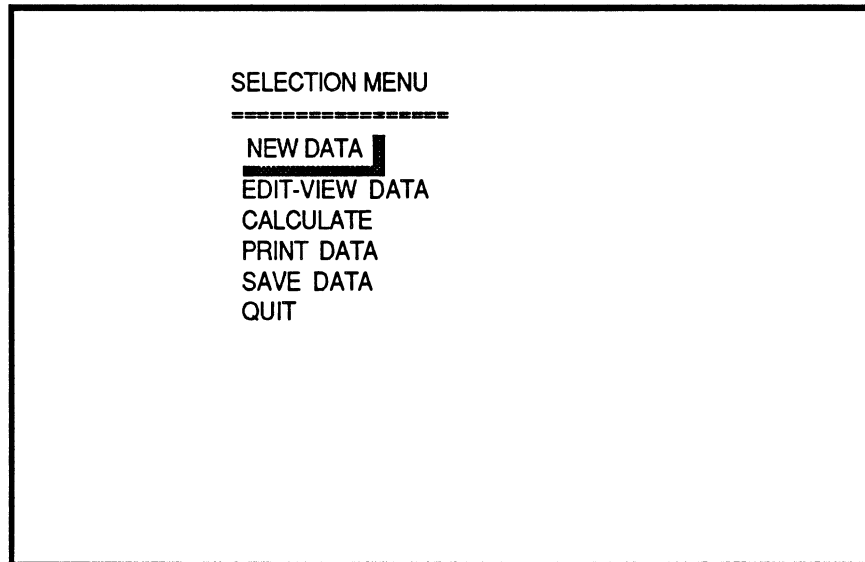 SELECTION MENU
=================
NEW DATA
EDIT-VIEW DATA
CALCULATE
PRINT DATA
SAVE DATA
QUIT